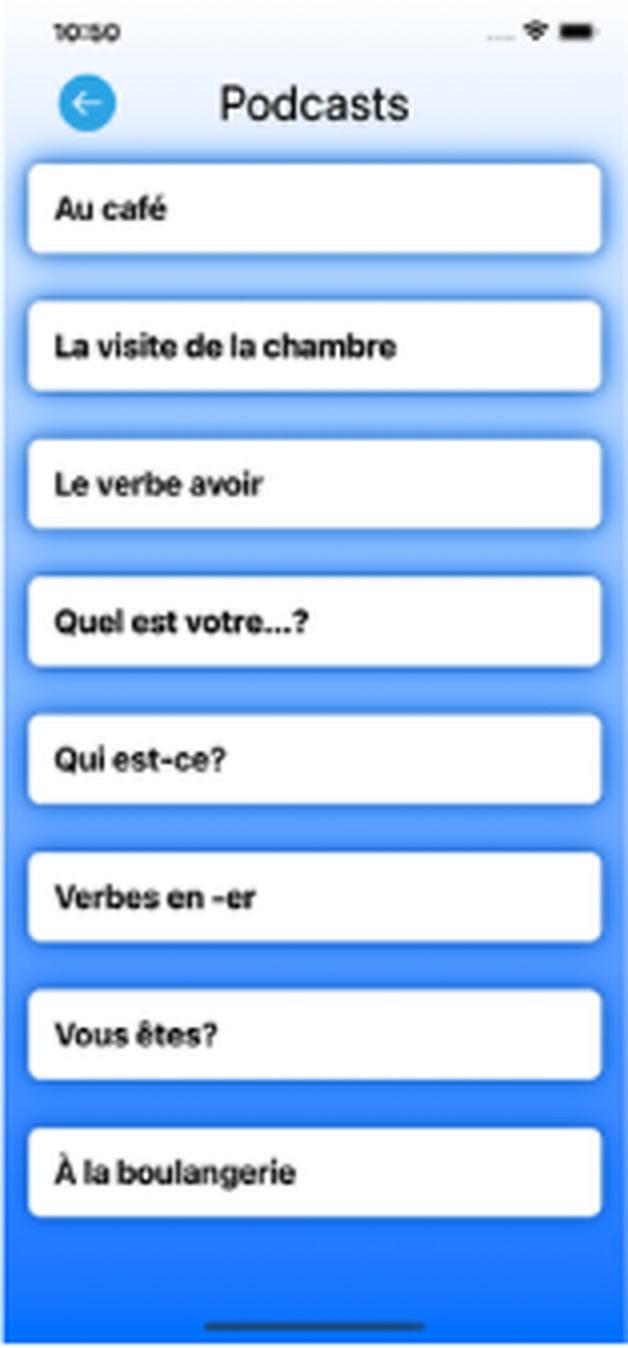 10:50
Podcasts
Au café
La visite de la chambre
Le verbe avoir
Quel est votre...?
Qui est-ce?
Verbes en -er
Vous êtes?
À la boulangerie